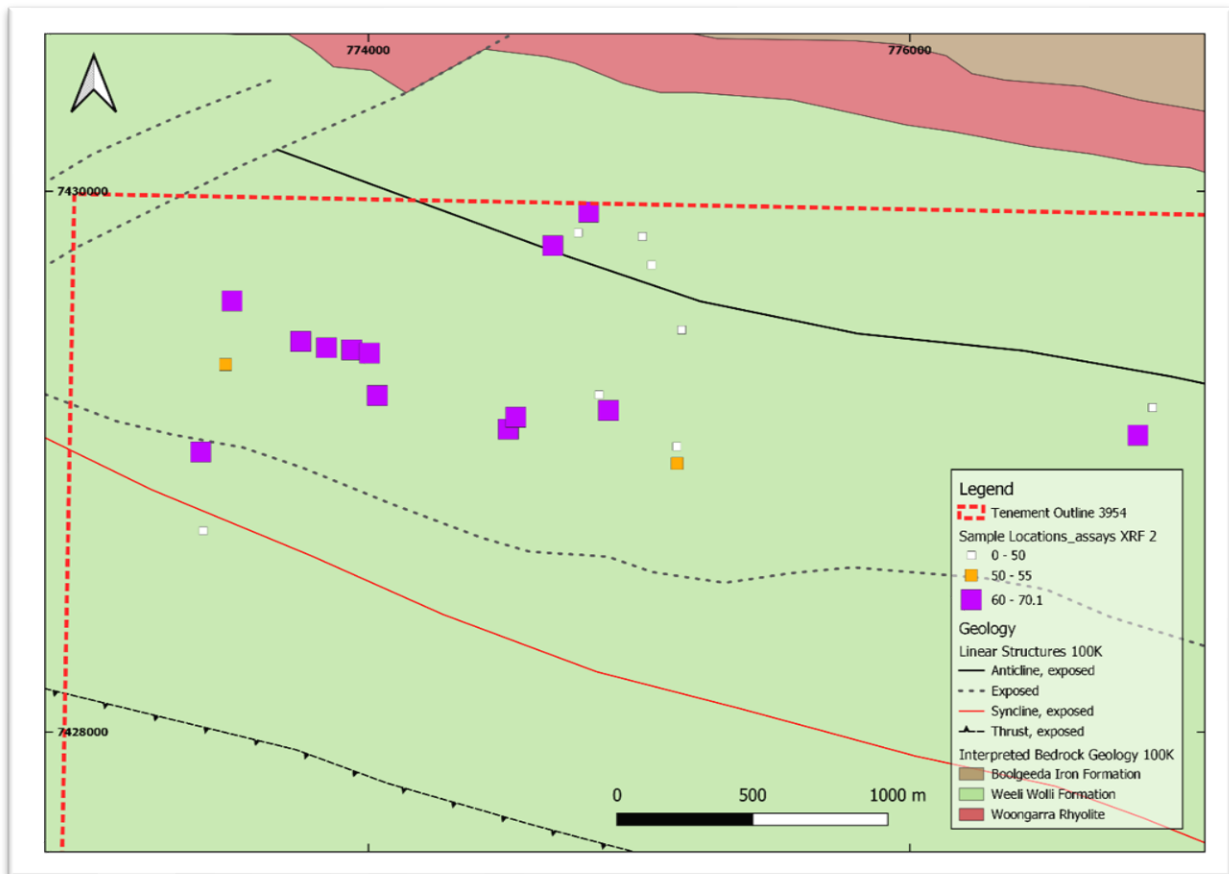 774000
776000
7430000
7428000
0 500 1000 m
Legend
Tenement Outline 3954
Sample Locations_assays XRF 2
0 - 50
50 - 55
60 - 70.1
Geology
Linear Structures 100K
Anticline, exposed
Exposed
Syncline, exposed
Thrust, exposed
Interpreted Bedrock Geology 100K
Boolgeeda Iron Formation
Weeli Wolli Formation
Woongarra Rhyolite